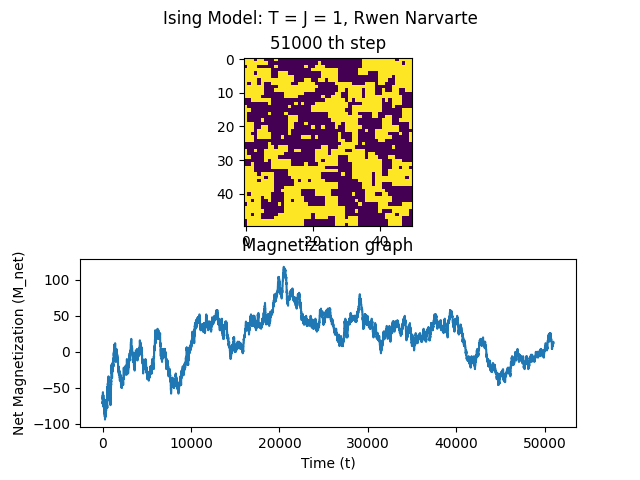 Ising Model: T = J = 1, Rwen Narvarte
51000 th step
0
10
20
30
40
0 20 40
Magnetization graph
Net Magnetization (M_net)
100
50
0
−50
−100
0 10000 20000 30000 40000 50000
Time (t)